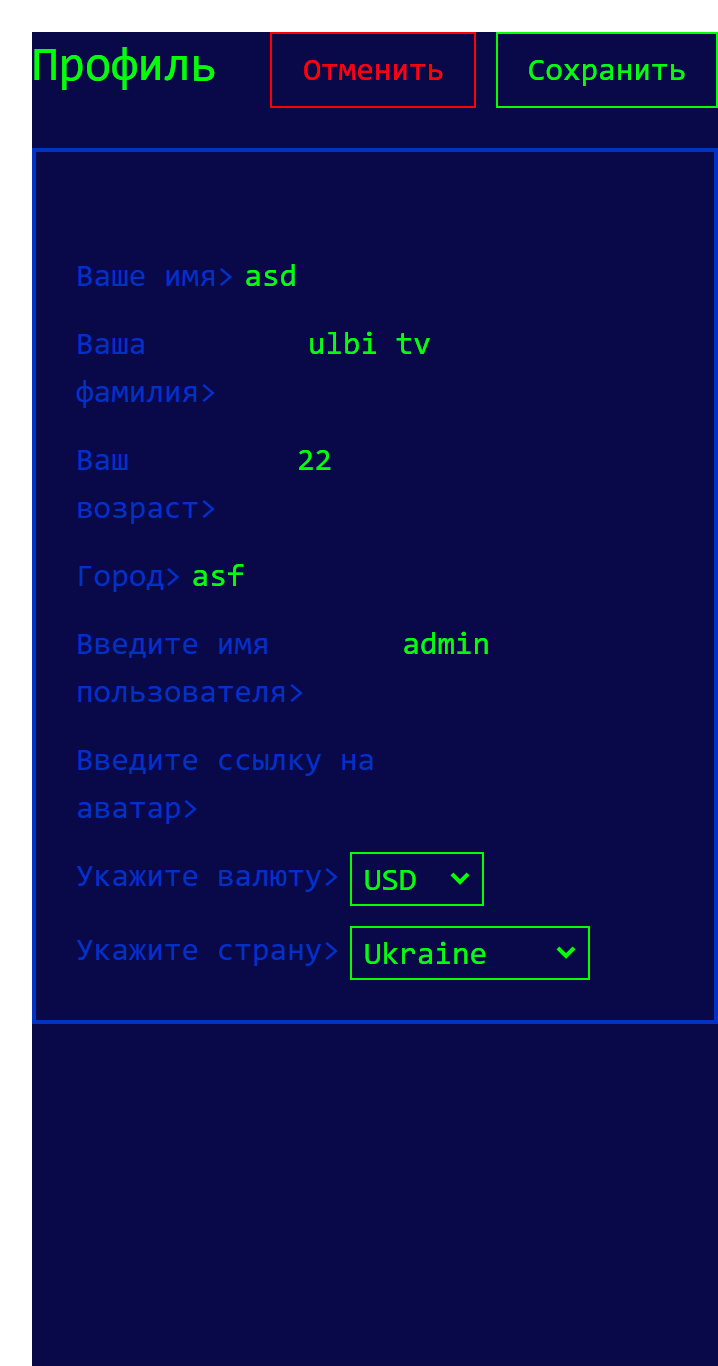 Профиль Отменить Сохранить
Ваше имя> asd
Ваша ulbi tv
фамилия>
Ваш 22
возраст>
Город> asf
Введите имя admin
пользователя>
Введите ссылку на
аватар>
Укажите валюту> USD
Укажите страну> Ukraine